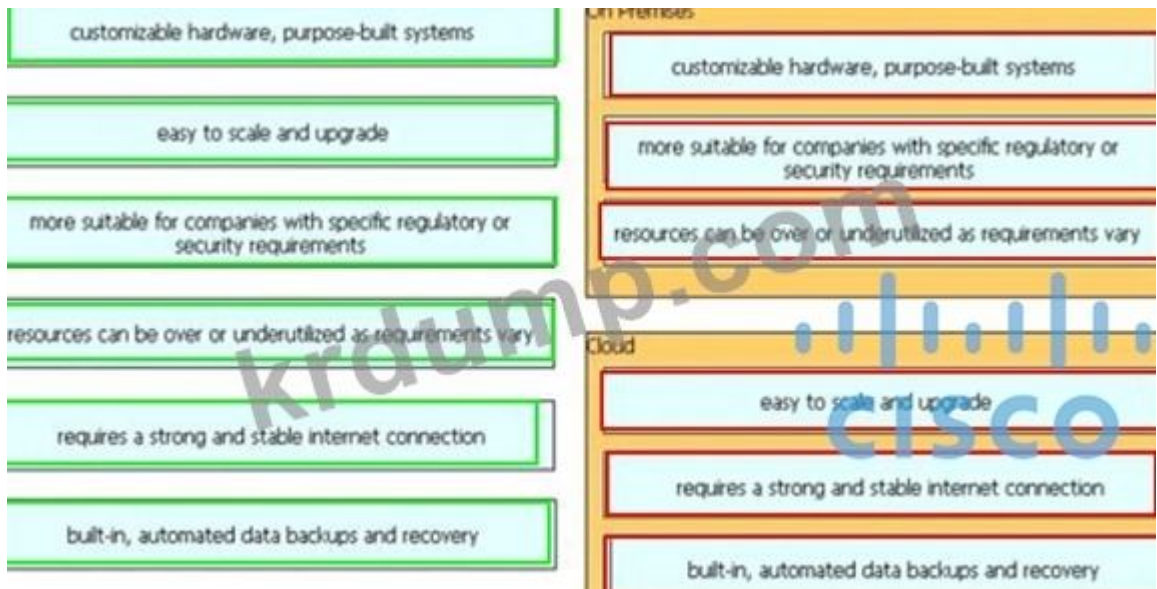 customizable hardware, purpose-built systems
easy to scale and upgrade
more suitable for companies with specific regulatory or
security requirements
resources can be over or underutilized as requirements vary
requires a strong and stable internet connection
built-in, automated data backups and recovery
On Premises
customizable hardware, purpose-built systems
more suitable for companies with specific regulatory or
security requirements
resources can be over or underutilized as requirements vary
Cloud
easy to scale and upgrade
requires a strong and stable internet connection
built-in, automated data backups and recovery
krdump.com
CISCO